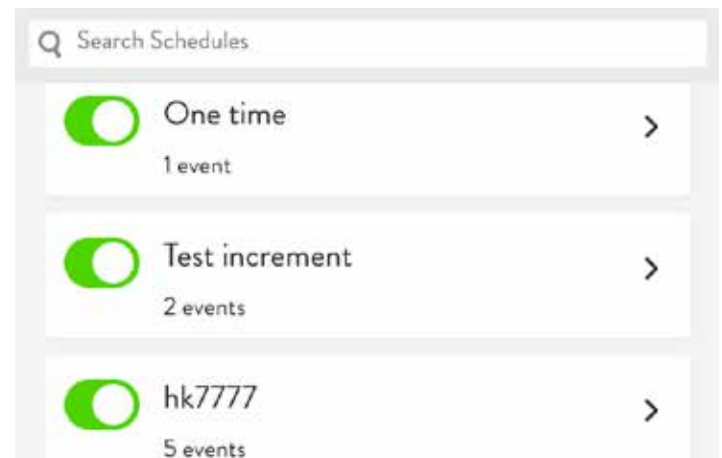 Search Schedules
One time
1 event
Test increment
2 events
hk7777
5 events